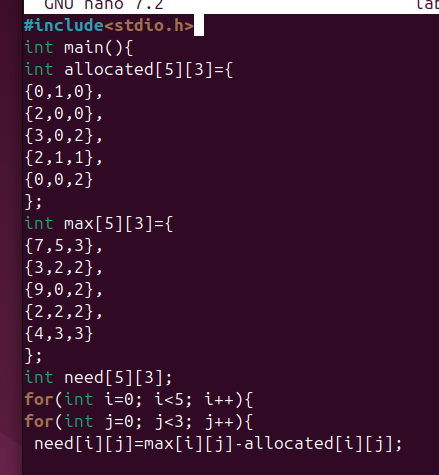 GNU nano 7.2 lab
#include<stdio.h>
int main(){
int allocated[5][3]={
{0,1,0},
{2,0,0},
{3,0,2},
{2,1,1},
{0,0,2}
};
int max[5][3]={
{7,5,3},
{3,2,2},
{9,0,2},
{2,2,2},
{4,3,3}
};
int need[5][3];
for(int i=0; i<5; i++){
for(int j=0; j<3; j++){
need[i][j]=max[i][j]-allocated[i][j];